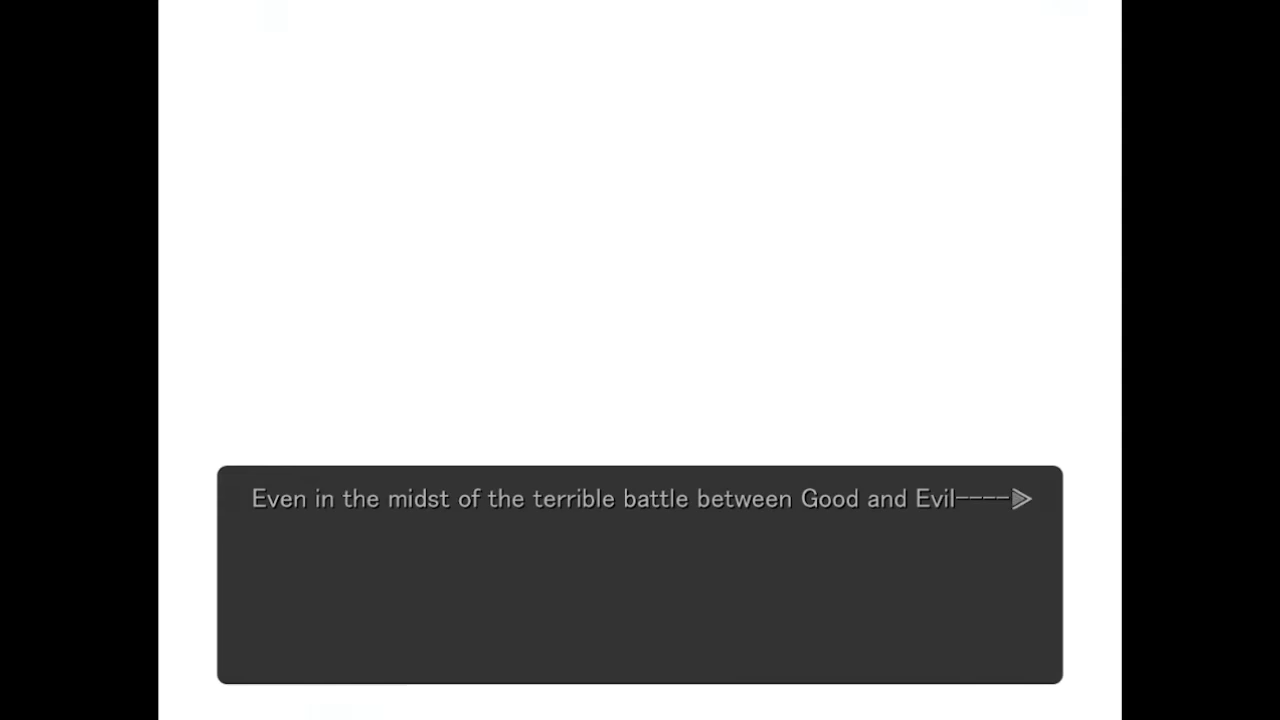 Even in the midst of the terrible battle between Good and Evil----